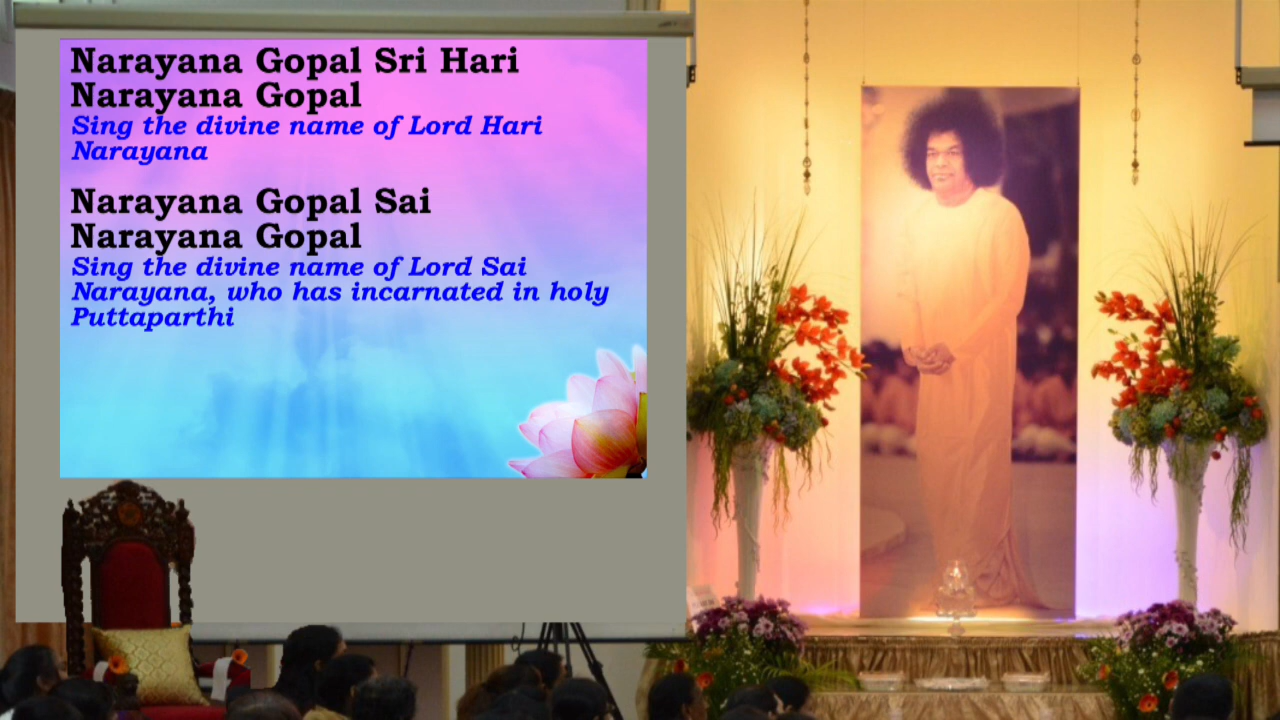 Narayana Gopal Sri Hari
Narayana Gopal
Sing the divine name of Lord Hari
Narayana
Narayana Gopal Sai
Narayana Gopal
Sing the divine name of Lord Sai
Narayana, who has incarnated in holy
Puttaparthi